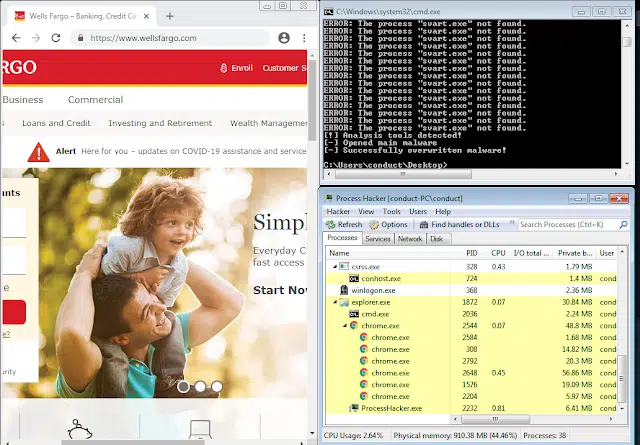 Wells Fargo – Banking, Credit Ca
https://www.wellsfargo.com
RGO
Enroll
Customer S
Business
Commercial
Loans and Credit
Investing and Retirement
Wealth Managemen
Alert Here for you – updates on COVID-19 assistance and service
unts
Simpl
Everyday C
fast access
Start Nov
e?
curity
C:\Windows\system32\cmd.exe
ERROR: The process "svart.exe" not found.
ERROR: The process "svart.exe" not found.
ERROR: The process "svart.exe" not found.
ERROR: The process "svart.exe" not found.
ERROR: The process "svart.exe" not found.
ERROR: The process "svart.exe" not found.
ERROR: The process "svart.exe" not found.
ERROR: The process "svart.exe" not found.
ERROR: The process "svart.exe" not found.
ERROR: The process "svart.exe" not found.
ERROR: The process "svart.exe" not found.
ERROR: The process "svart.exe" not found.
ERROR: The process "svart.exe" not found.
ERROR: The process "svart.exe" not found.
[!] Analysis tools detected!
[-] Opened main malware
[-] Successfully overwritten malware!
C:\Users\conduct\Desktop>
Process Hacker [conduct-PC\conduct]
Hacker View Tools Users Help
Refresh Options Find handles or DLLs » Search Processes (Ctrl+K)
Processes Services Network Disk
Name PID CPU I/O total ... Private b... User
csrss.exe 328 0.43 1.79 MB
conhost.exe 724 1.4 MB cond
winlogon.exe 368 2.36 MB
explorer.exe 1872 0.07 30.84 MB cond
cmd.exe 2036 2.24 MB cond
chrome.exe 2544 0.07 48.8 MB cond
chrome.exe 2584 1.68 MB cond
chrome.exe 308 14.82 MB cond
chrome.exe 2792 20.3 MB cond
chrome.exe 2648 0.45 56.86 MB cond
chrome.exe 1576 19.09 MB cond
chrome.exe 2204 5.97 MB cond
ProcessHacker.exe 2232 0.81 6.41 MB cond
CPU Usage: 2.64% Physical memory: 910.38 MB (44.46%) Processes: 38